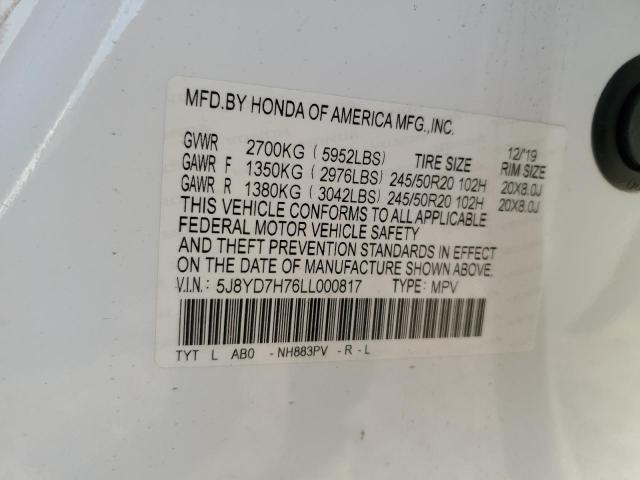 MFD.BY HONDA OF AMERICA MFG.,INC.
12/'19
GVWR 2700KG (5952LBS) TIRE SIZE RIM SIZE
GAWR F 1350KG (2976LBS) 245/50R20 102H 20X8.0J
GAWR R 1380KG (3042LBS) 245/50R20 102H 20X8.0J
THIS VEHICLE CONFORMS TO ALL APPLICABLE
FEDERAL MOTOR VEHICLE SAFETY
AND THEFT PREVENTION STANDARDS IN EFFECT
ON THE DATE OF MANUFACTURE SHOWN ABOVE.
V.I.N.: 5J8YD7H76LL000817 TYPE: MPV
TYT L AB0 - NH883PV - R - L